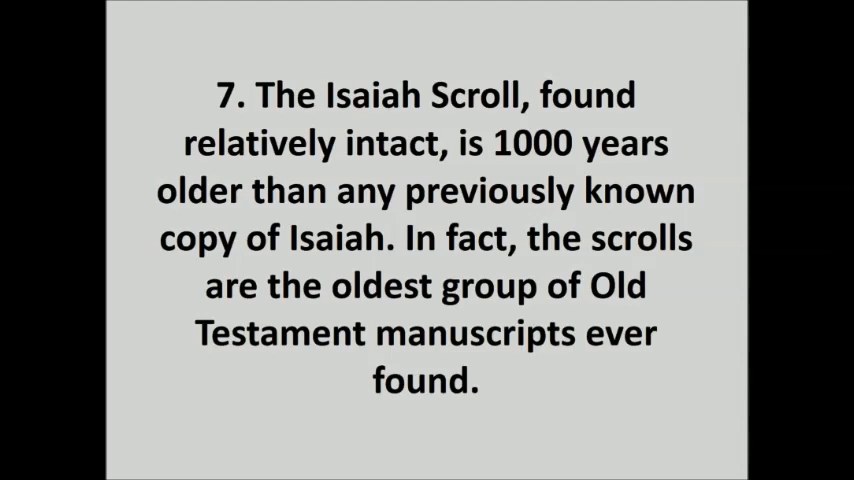 7. The Isaiah Scroll, found
relatively intact, is 1000 years
older than any previously known
copy of Isaiah. In fact, the scrolls
are the oldest group of Old
Testament manuscripts ever
found.